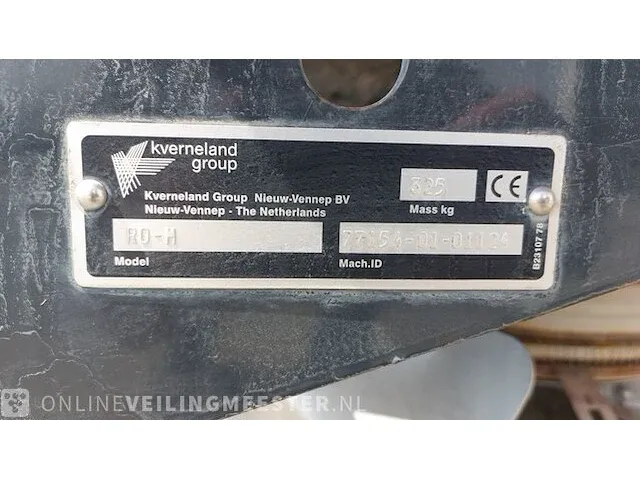 kverneland
group
Kverneland Group Nieuw-Vennep BV
Nieuw-Vennep - The Netherlands
Mass kg
CE
RO-M
Model
Mach.ID
B23107 78
ONLINEVEILINGMEESTER.NL